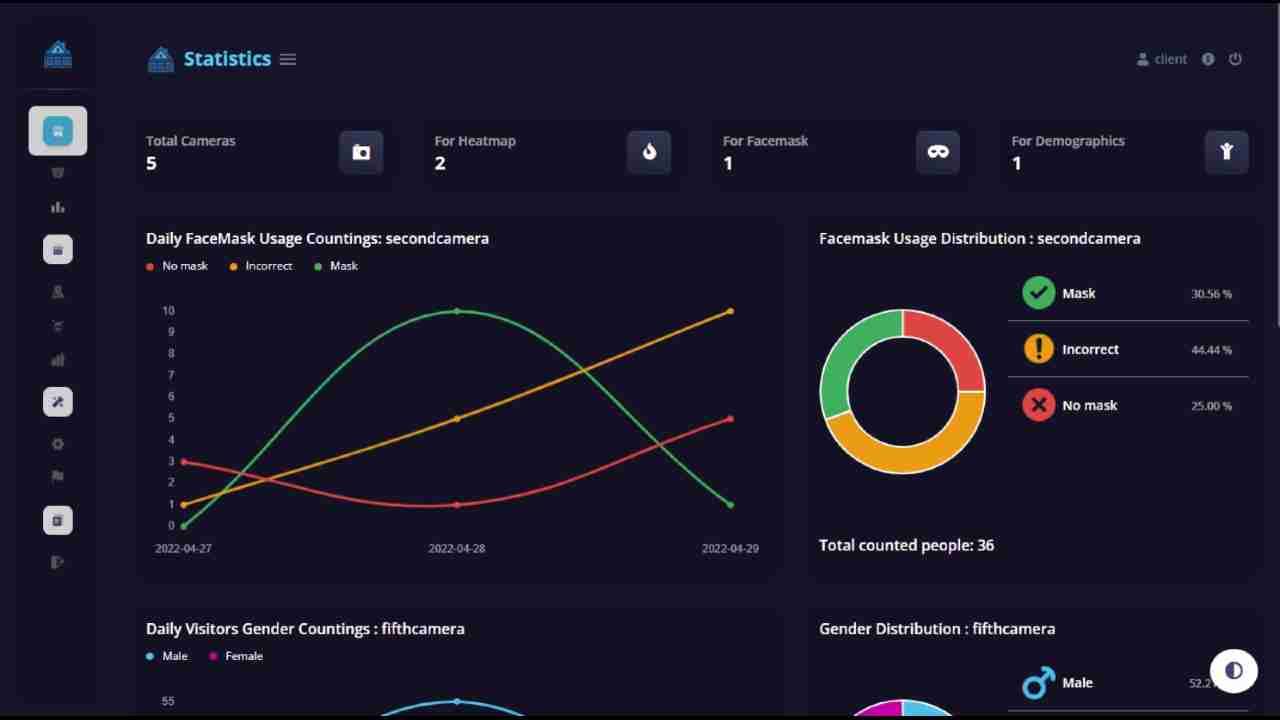 Statistics
client
Total Cameras
5
For Heatmap
2
For Facemask
1
For Demographics
1
Daily FaceMask Usage Countings: secondcamera
No mask Incorrect Mask
10
9
8
7
6
5
4
3
2
1
0
2022-04-27 2022-04-28 2022-04-29
Facemask Usage Distribution : secondcamera
Mask 30.56 %
Incorrect 44.44 %
No mask 25.00 %
Total counted people: 36
Daily Visitors Gender Countings : fifthcamera
Male Female
55
Gender Distribution : fifthcamera
Male